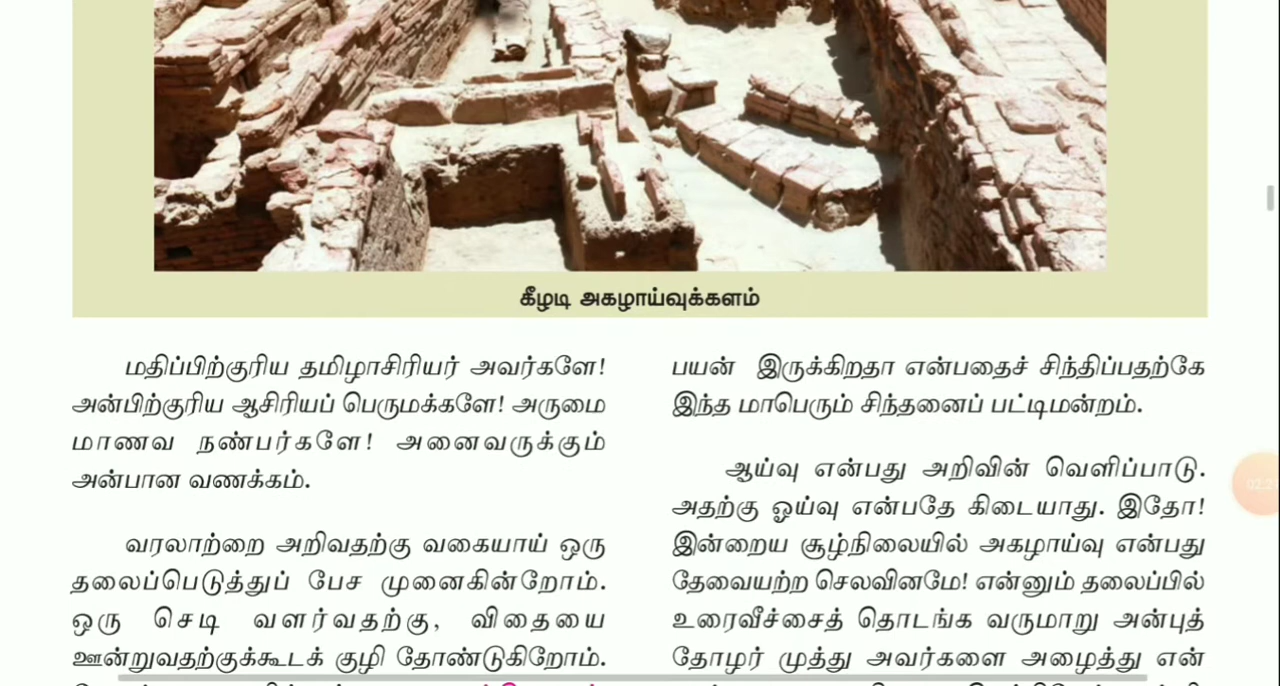 கீழடி அகழாய்வுக்களம்
மதிப்பிற்குரிய தமிழாசிரியர் அவர்களே!
அன்பிற்குரிய ஆசிரியப் பெருமக்களே! அருமை
மாணவ நண்பர்களே! அனைவருக்கும்
அன்பான வணக்கம்.
வரலாற்றை அறிவதற்கு வகையாய் ஒரு
தலைப்பெடுத்துப் பேச முனைகின்றோம்.
ஒரு செடி வளர்வதற்கு, விதையை
ஊன்றுவதற்குக்கூடக் குழி தோண்டுகிறோம்.
பயன் இருக்கிறதா என்பதைச் சிந்திப்பதற்கே
இந்த மாபெரும் சிந்தனைப் பட்டிமன்றம்.
ஆய்வு என்பது அறிவின் வெளிப்பாடு.
அதற்கு ஓய்வு என்பதே கிடையாது. இதோ!
இன்றைய சூழ்நிலையில் அகழாய்வு என்பது
தேவையற்ற செலவினமே! என்னும் தலைப்பில்
உரைவீச்சைத் தொடங்க வருமாறு அன்புத்
தோழர் முத்து அவர்களை அழைத்து என்